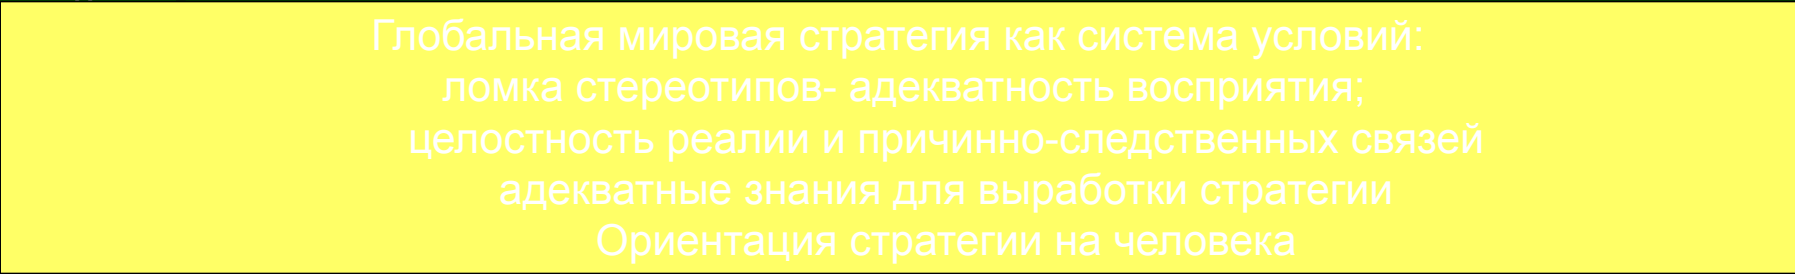 Глобальная мировая стратегия как система условий:
ломка стереотипов- адекватность восприятия;
целостность реалии и причинно-следственных связей
адекватные знания для выработки стратегии
Ориентация стратегии на человека